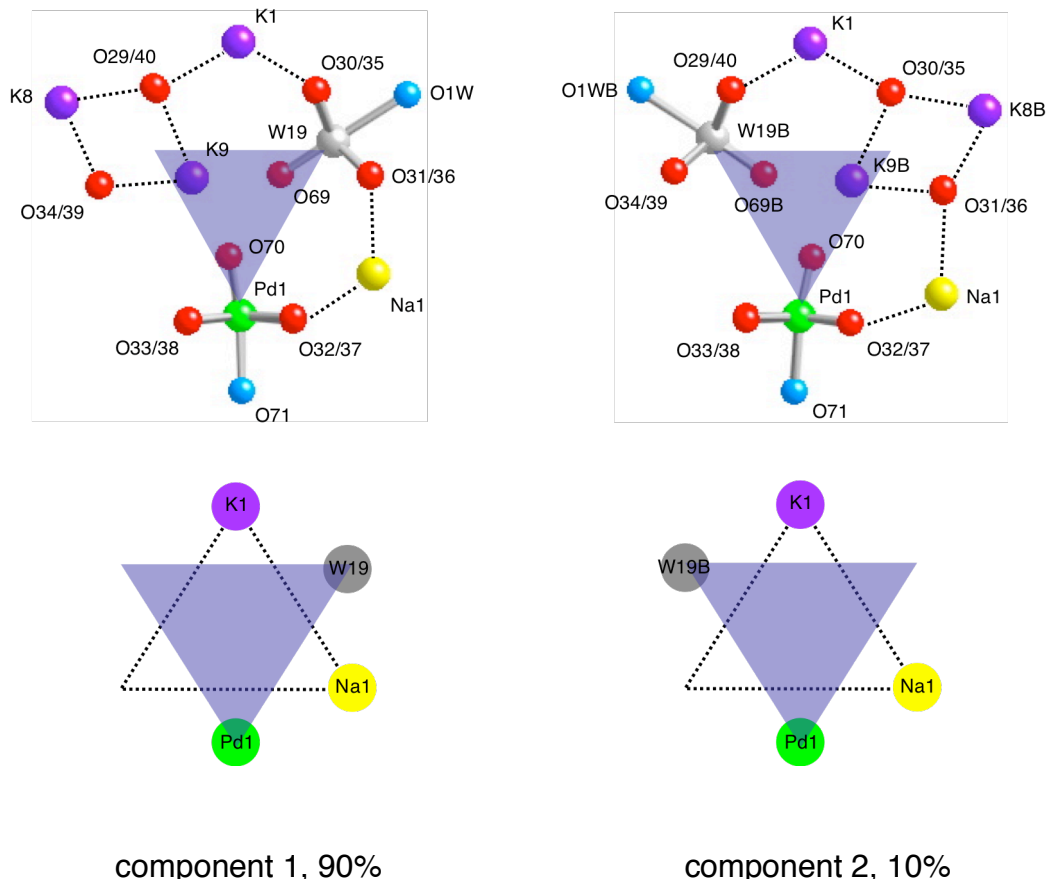 K1
O29/40
O30/35
K8
O1W
W19
K9
O69
O31/36
O34/39
O70
Pd1
Na1
O33/38
O32/37
O71
K1
O29/40
O30/35
O1WB
K8B
W19B
K9B
O34/39
O69B
O31/36
O70
Pd1
Na1
O33/38
O32/37
O71
K1
W19
Na1
Pd1
K1
W19B
Na1
Pd1
component 1, 90%
component 2, 10%